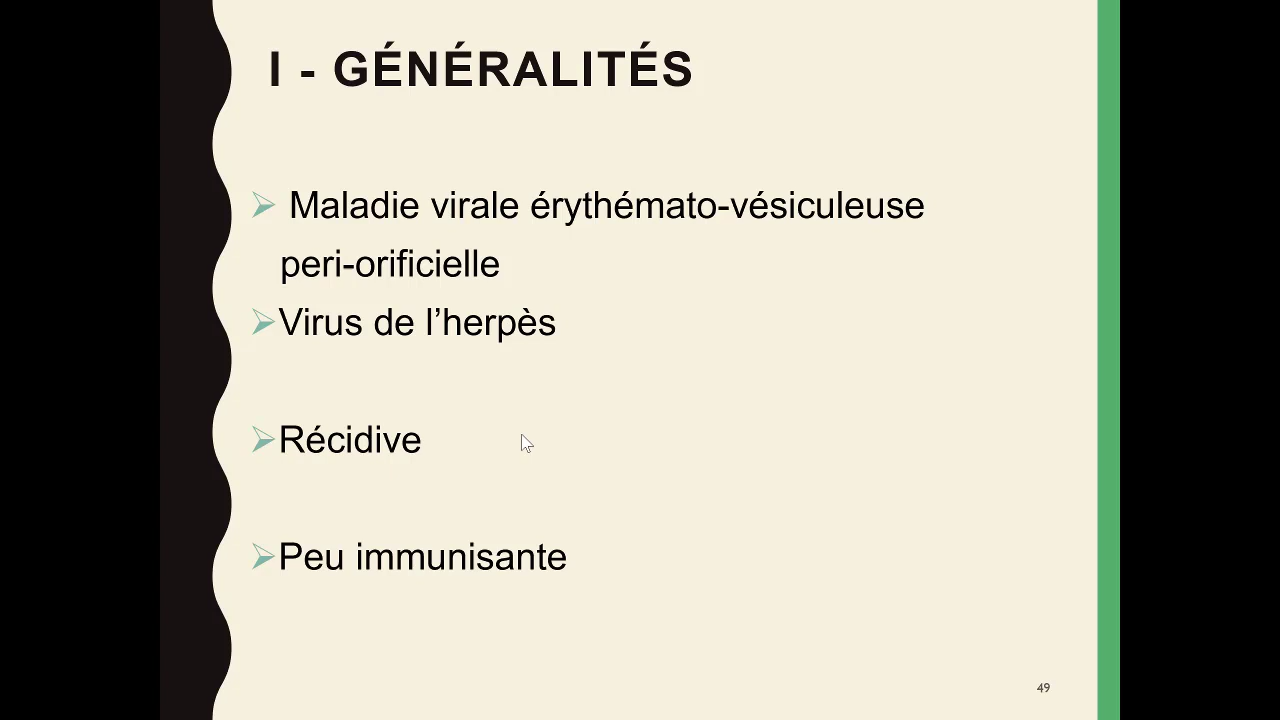 I - GÉNÉRALITÉS
Maladie virale érythémato-vésiculeuse
peri-orificielle
Virus de l’herpès
Récidive
Peu immunisante
49